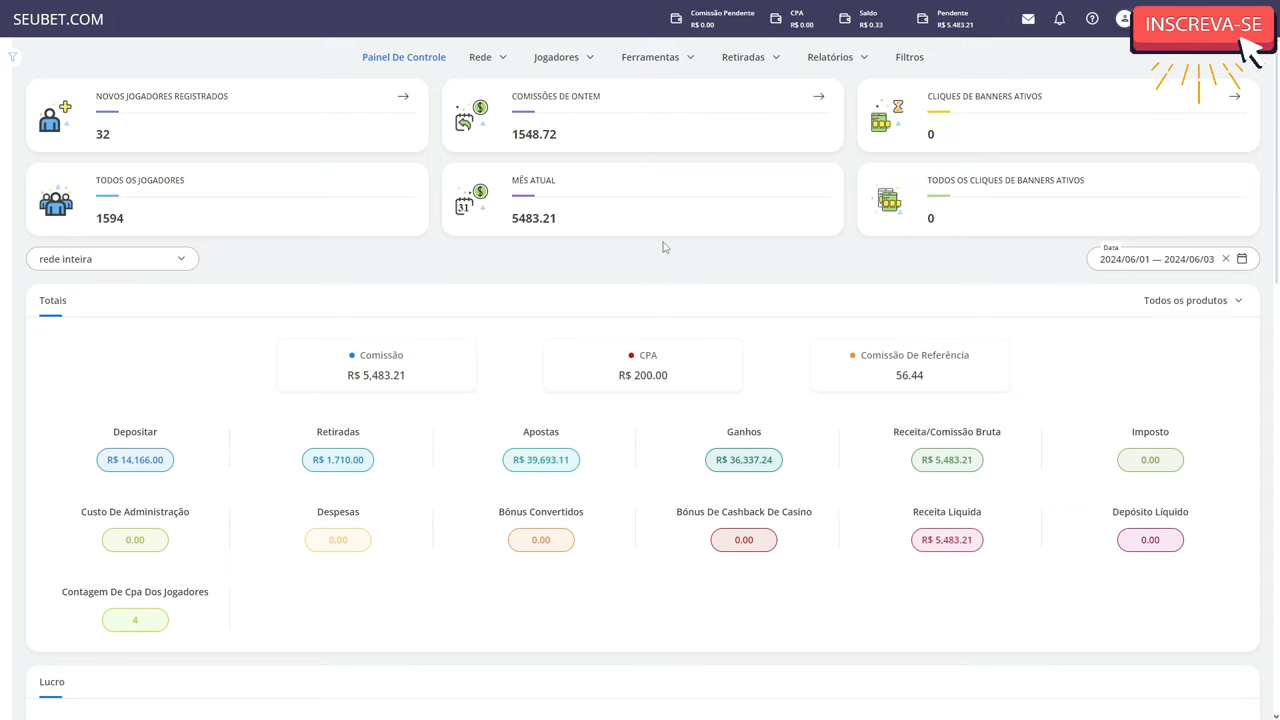 SEUBET.COM
Comissão Pendente
R$ 0.00
CPA
R$ 0.00
Saldo
R$ 0.33
Pendente
R$ 5.483.21
INSCREVA-SE
Painel De Controle
Rede
Jogadores
Ferramentas
Retiradas
Relatórios
Filtros
NOVOS JOGADORES REGISTRADOS
32
COMISSÕES DE ONTEM
1548.72
CLIQUES DE BANNERS ATIVOS
0
TODOS OS JOGADORES
1594
MÊS ATUAL
31
5483.21
TODOS OS CLIQUES DE BANNERS ATIVOS
0
rede inteira
Data
2024/06/01 — 2024/06/03
Totais
Todos os produtos
Comissão
R$ 5,483.21
CPA
R$ 200.00
Comissão De Referência
56.44
Depositar
R$ 14,166.00
Retiradas
R$ 1,710.00
Apostas
R$ 39,693.11
Ganhos
R$ 36,337.24
Receita/Comissão Bruta
R$ 5,483.21
Imposto
0.00
Custo De Administração
0.00
Despesas
0.00
Bônus Convertidos
0.00
Bónus De Cashback De Casino
0.00
Receita Liquida
R$ 5,483.21
Depósito Líquido
0.00
Contagem De Cpa Dos Jogadores
4
Lucro